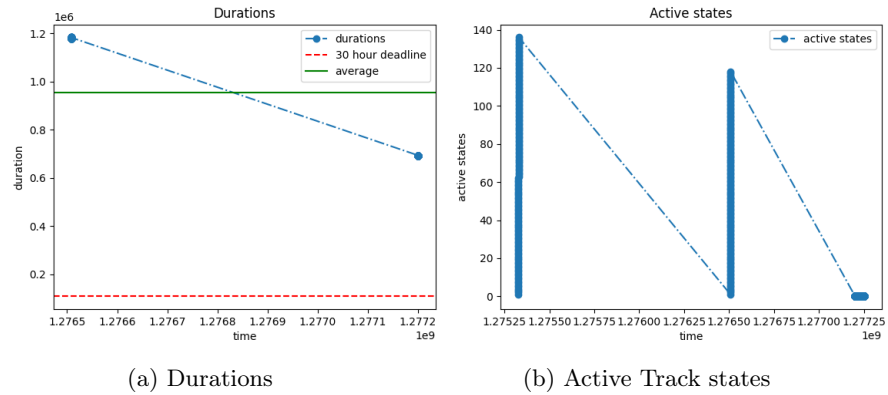 Durations
1e6
1.2
1.0
0.8
0.6
0.4
0.2
duration
durations
30 hour deadline
average
1.2765 1.2766 1.2767 1.2768 1.2769 1.2770 1.2771 1.2772
time
1e9
(a) Durations
Active states
140
120
100
80
60
40
20
0
active states
active states
1.27525 1.27550 1.27575 1.27600 1.27625 1.27650 1.27675 1.27700 1.27725
time
1e9
(b) Active Track states